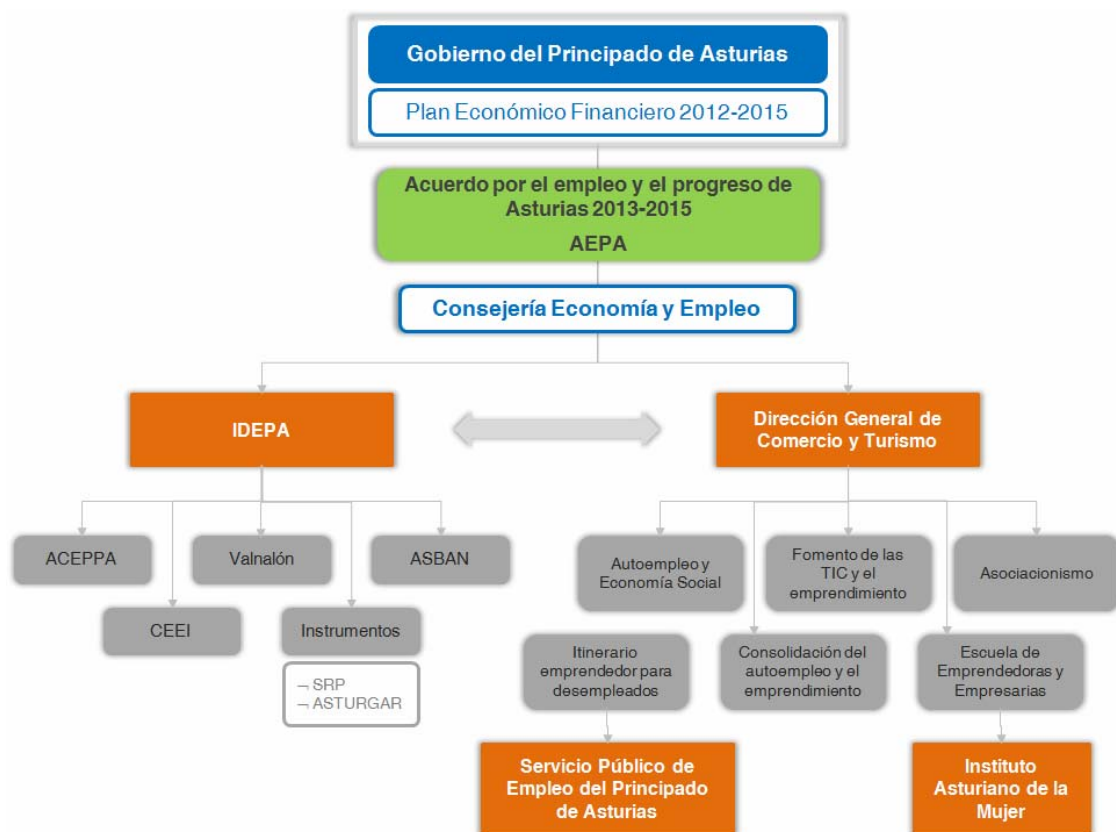 Gobierno del Principado de Asturias
Plan Económico Financiero 2012-2015
Acuerdo por el empleo y el progreso de
Asturias 2013-2015
AEPA
Consejería Economía y Empleo
IDEPA
Dirección General de
Comercio y Turismo
ACEPPA
Valnalón
ASBAN
CEEI
Instrumentos
¬ SRP
¬ ASTURGAR
Autoempleo y
Economía Social
Fomento de las
TIC y el
emprendimiento
Asociacionismo
Itinerario
emprendedor para
desempleados
Consolidación del
autoempleo y el
emprendimiento
Escuela de
Emprendedoras y
Empresarias
Servicio Público de
Empleo del Principado
de Asturias
Instituto
Asturiano de la
Mujer